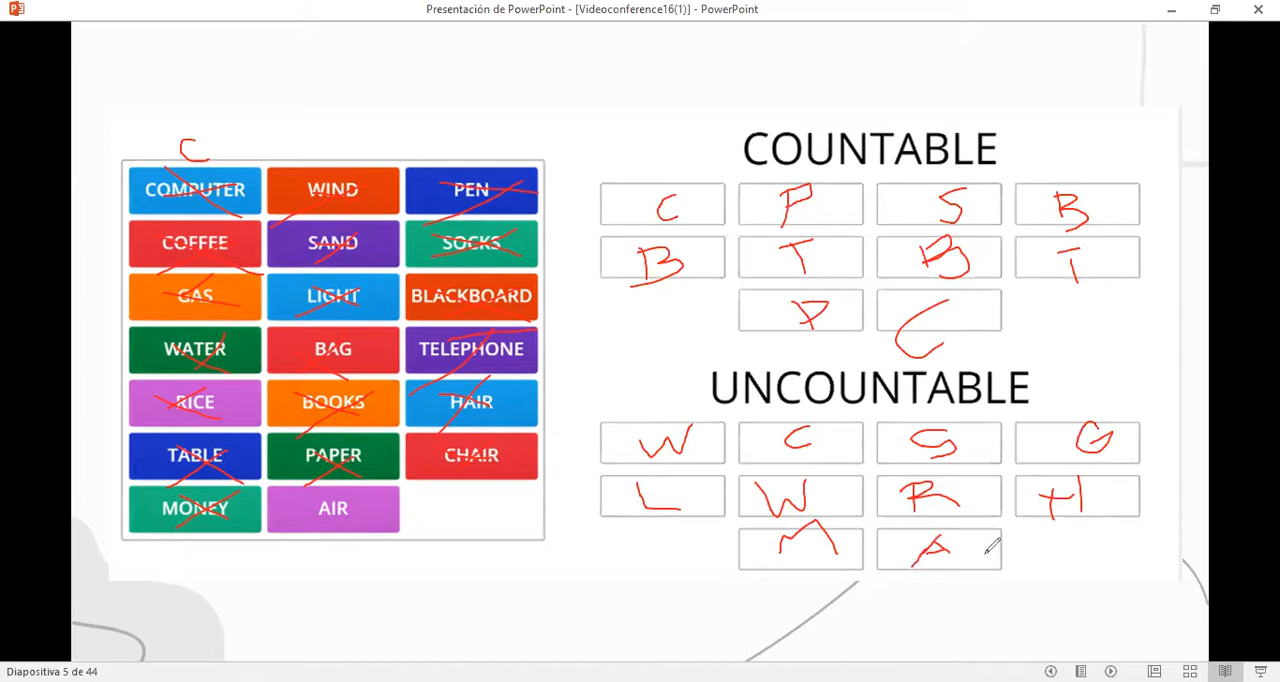 Presentación de PowerPoint - [Videoconference16(1)] - PowerPoint
C
COMPUTER WIND PEN
COFFEE SAND SOCKS
GAS LIGHT BLACKBOARD
WATER BAG TELEPHONE
RICE BOOKS HAIR
TABLE PAPER CHAIR
MONEY AIR
COUNTABLE
C P S B
B T B T
P C
UNCOUNTABLE
W C S G
L W R H
M A
Diapositiva 5 de 44